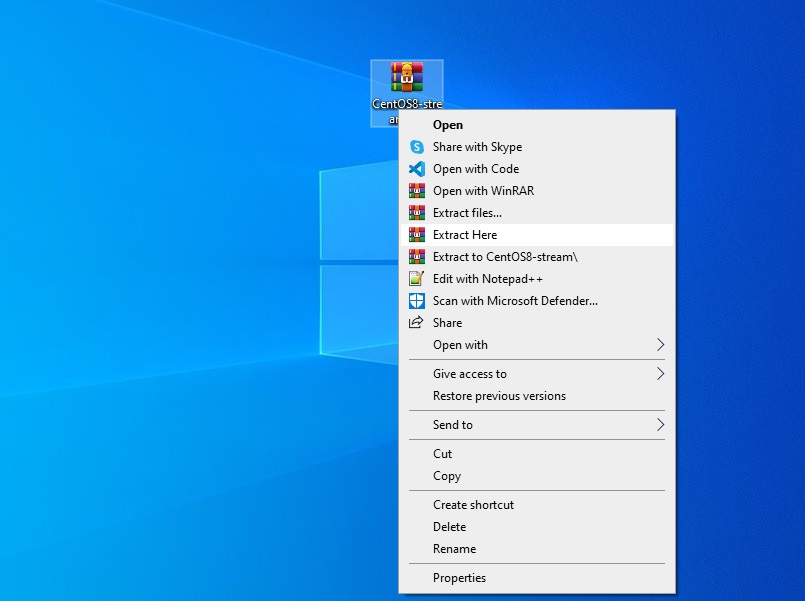 CentOS8-stre
Open
Share with Skype
Open with Code
Open with WinRAR
Extract files...
Extract Here
Extract to CentOS8-stream\
Edit with Notepad++
Scan with Microsoft Defender...
Share
Open with
Give access to
Restore previous versions
Send to
Cut
Copy
Create shortcut
Delete
Rename
Properties